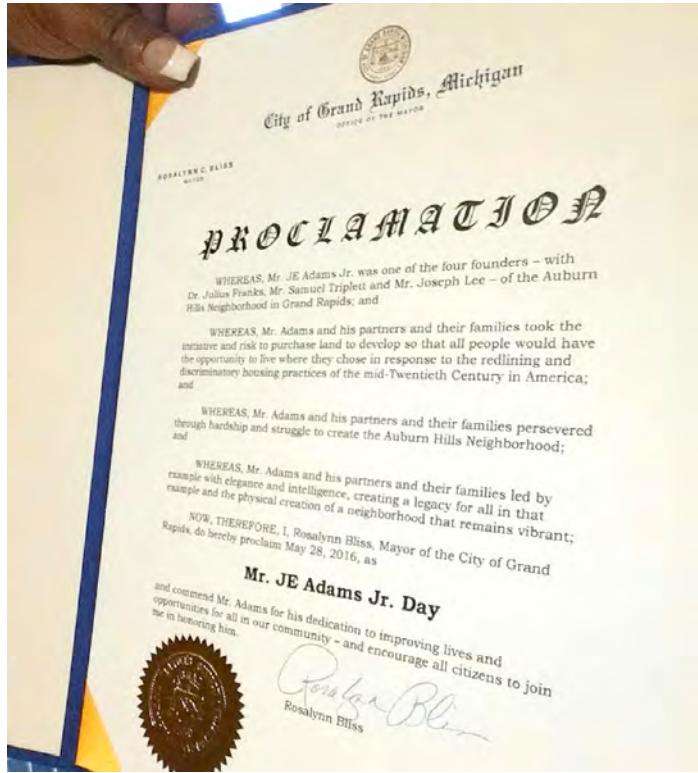 City of Grand Rapids, Michigan
OFFICE OF THE MAYOR
ROSALYNN C. BLISS
MAYOR
PROCLAMATION
WHEREAS, Mr. JE Adams Jr. was one of the four founders – with
Dr. Julius Franks, Mr. Samuel Triplett and Mr. Joseph Lee – of the Auburn
Hills Neighborhood in Grand Rapids; and
WHEREAS, Mr. Adams and his partners and their families took the
initiative and risk to purchase land to develop so that all people would have
the opportunity to live where they chose in response to the redlining and
discriminatory housing practices of the mid-Twentieth Century in America;
and
WHEREAS, Mr. Adams and his partners and their families persevered
through hardship and struggle to create the Auburn Hills Neighborhood;
and
WHEREAS, Mr. Adams and his partners and their families led by
example with elegance and intelligence, creating a legacy for all in that
example and the physical creation of a neighborhood that remains vibrant;
NOW, THEREFORE, I, Rosalynn Bliss, Mayor of the City of Grand
Rapids, do hereby proclaim May 28, 2016, as
Mr. JE Adams Jr. Day
and commend Mr. Adams for his dedication to improving lives and
opportunities for all in our community – and encourage all citizens to join
me in honoring him.
Rosalynn Bliss
Rosalynn Bliss